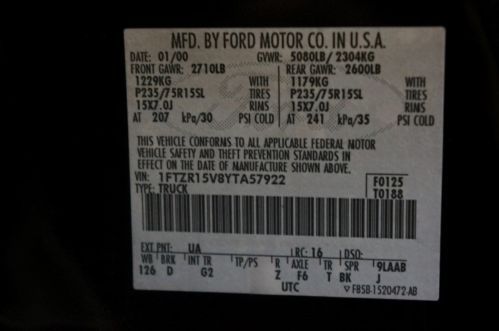 MFD. BY FORD MOTOR CO. IN U.S.A.
DATE: 01/00 GVWR: 5080LB/ 2304KG
FRONT GAWR: 2710LB REAR GAWR: 2600LB
1229KG WITH 1179KG WITH
P235/75R15SL TIRES P235/75R15SL TIRES
15X7.0J RIMS 15X7.0J RIMS
AT 207 kPa/30 PSI COLD AT 241 kPa/35 PSI COLD
THIS VEHICLE CONFORMS TO ALL APPLICABLE FEDERAL MOTOR
VEHICLE SAFETY AND THEFT PREVENTION STANDARDS IN
EFFECT ON THE DATE OF MANUFACTURE SHOWN ABOVE.
VIN: 1FTZR15V8YTA57922 F0125
TYPE: TRUCK T0188
EXT PNT: UA RC: 16 DSO:
WB BRK INT TR TP/PS R AXLE TR SPR 9LAAB
126 D G2 Z F6 T BK J
UTC F85B-1520472-AB